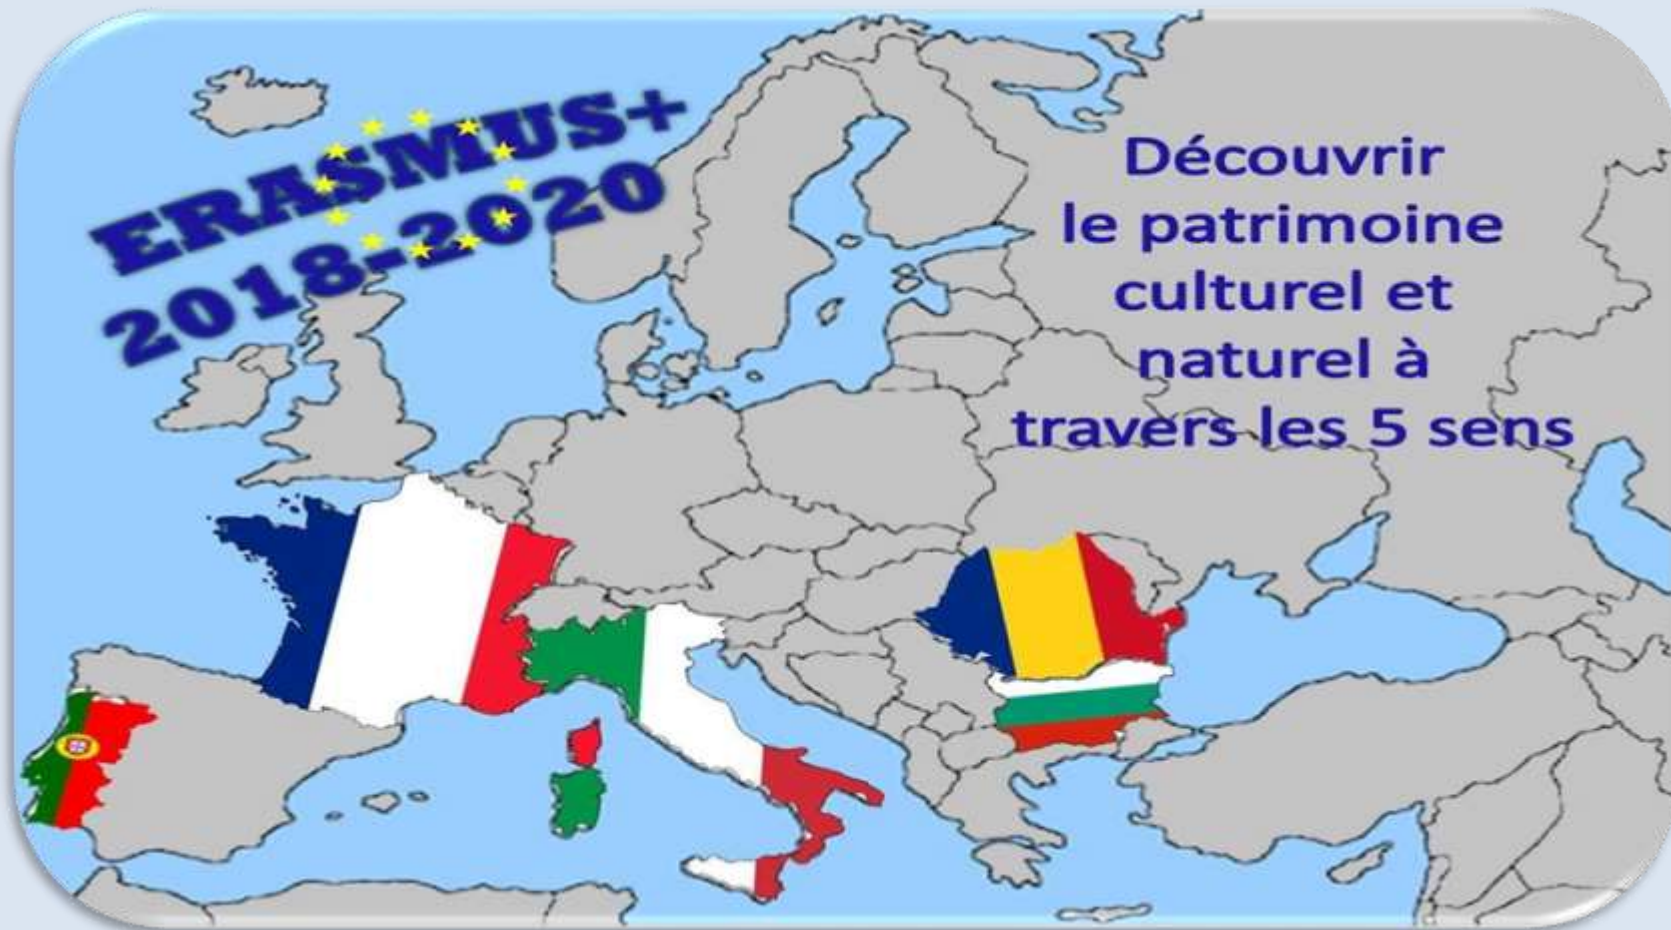 ERASMUS+
2018-2020
Découvrir
le patrimoine
culturel et
naturel à
travers les 5 sens